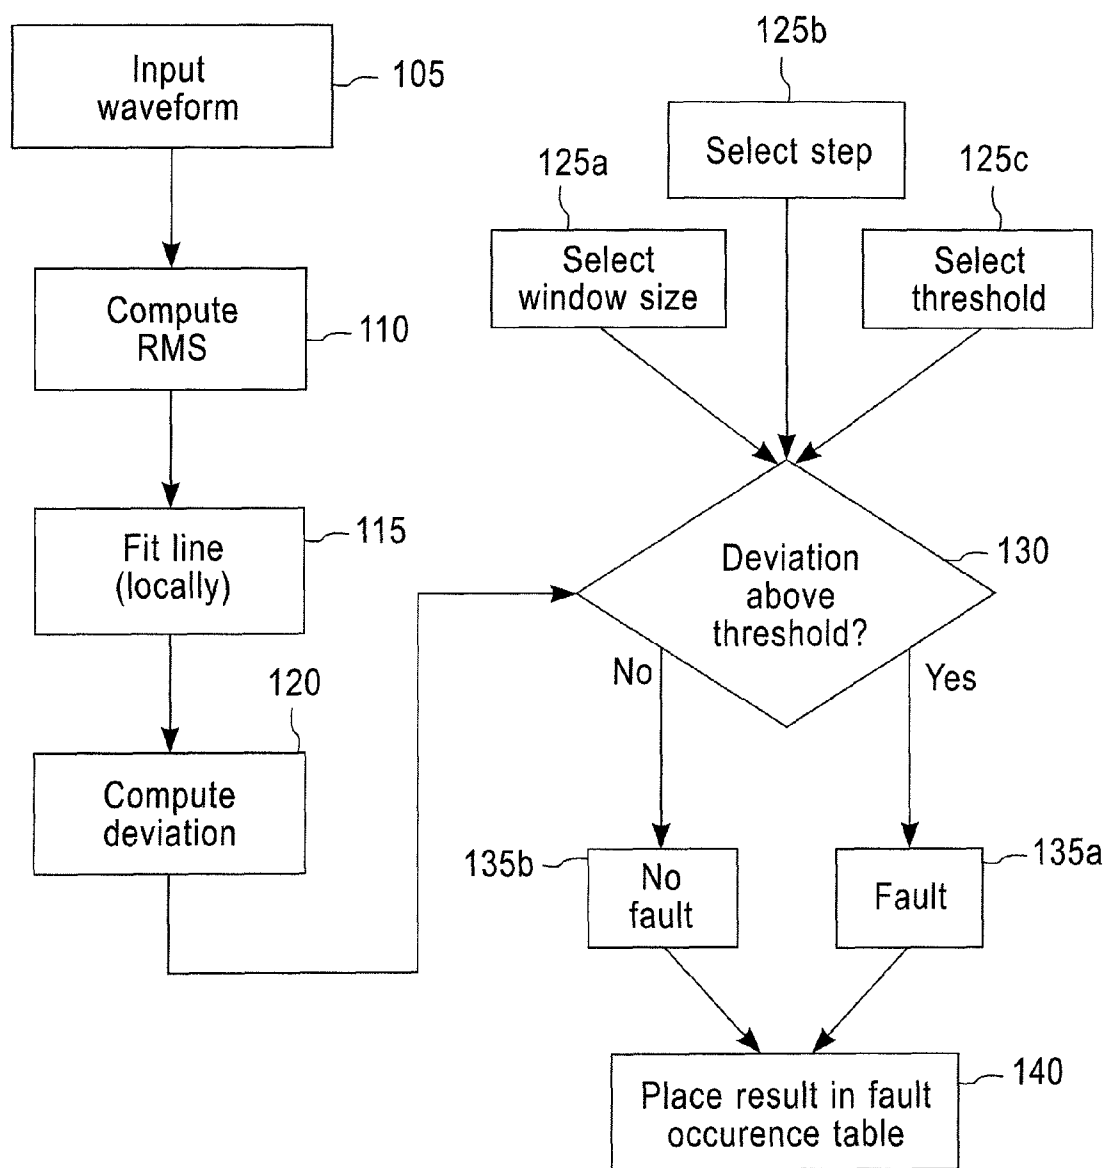 Input
waveform
105
Compute
RMS
110
Fit line
(locally)
115
120
Compute
deviation
125b
Select step
125a
Select
window size
125c
Select
threshold
Deviation
above
threshold?
130
No
Yes
135b
No
fault
135a
Fault
Place result in fault
occurence table
140